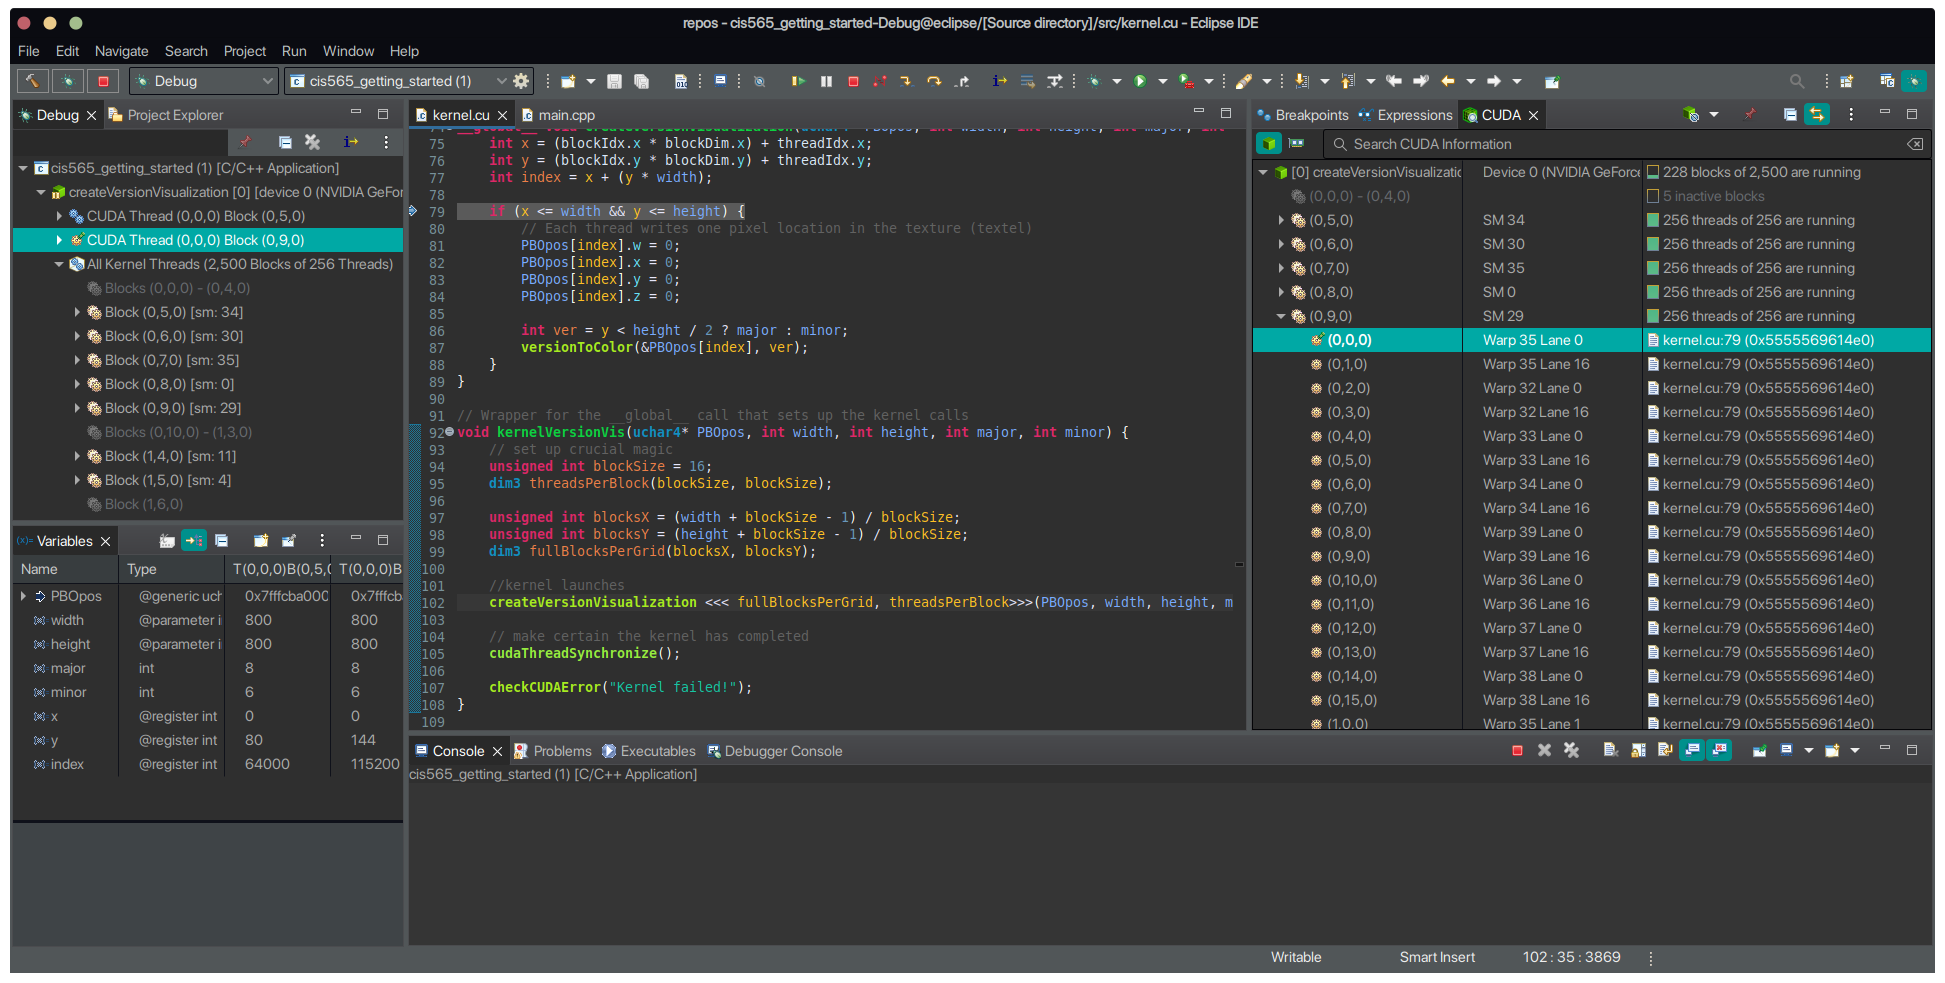 repos - cis565_getting_started-Debug@eclipse/[Source directory]/src/kernel.cu - Eclipse IDE
File Edit Navigate Search Project Run Window Help
Debug cis565_getting_started (1)
Debug Project Explorer
cis565_getting_started (1) [C/C++ Application]
createVersionVisualization [0] [device 0 (NVIDIA GeFor
CUDA Thread (0,0,0) Block (0,5,0)
CUDA Thread (0,0,0) Block (0,9,0)
All Kernel Threads (2,500 Blocks of 256 Threads)
Blocks (0,0,0) - (0,4,0)
Block (0,5,0) [sm: 34]
Block (0,6,0) [sm: 30]
Block (0,7,0) [sm: 35]
Block (0,8,0) [sm: 0]
Block (0,9,0) [sm: 29]
Blocks (0,10,0) - (1,3,0)
Block (1,4,0) [sm: 11]
Block (1,5,0) [sm: 4]
Block (1,6,0)
Variables
Name Type T(0,0,0)B(0,5,( T(0,0,0)B
PBOpos @generic uch 0x7fffcba000 0x7fffcb
width @parameter i 800 800
height @parameter i 800 800
major int 8 8
minor int 6 6
x @register int 0 0
y @register int 80 144
index @register int 64000 115200
kernel.cu main.cpp
74 __global__ void createVersionVisualization(uchar4* PBOpos, int width, int height, int major, int
75 int x = (blockIdx.x * blockDim.x) + threadIdx.x;
76 int y = (blockIdx.y * blockDim.y) + threadIdx.y;
77 int index = x + (y * width);
78
79 if (x <= width && y <= height) {
80 // Each thread writes one pixel location in the texture (textel)
81 PBOpos[index].w = 0;
82 PBOpos[index].x = 0;
83 PBOpos[index].y = 0;
84 PBOpos[index].z = 0;
85
86 int ver = y < height / 2 ? major : minor;
87 versionToColor(&PBOpos[index], ver);
88 }
89 }
90
91 // Wrapper for the __global__ call that sets up the kernel calls
92 void kernelVersionVis(uchar4* PBOpos, int width, int height, int major, int minor) {
93 // set up crucial magic
94 unsigned int blockSize = 16;
95 dim3 threadsPerBlock(blockSize, blockSize);
96
97 unsigned int blocksX = (width + blockSize - 1) / blockSize;
98 unsigned int blocksY = (height + blockSize - 1) / blockSize;
99 dim3 fullBlocksPerGrid(blocksX, blocksY);
100
101 //kernel launches
102 createVersionVisualization <<< fullBlocksPerGrid, threadsPerBlock>>>(PBOpos, width, height, m
103
104 // make certain the kernel has completed
105 cudaThreadSynchronize();
106
107 checkCUDAError("Kernel failed!");
108 }
109
Breakpoints Expressions CUDA
Search CUDA Information
[0] createVersionVisualizatic Device 0 (NVIDIA GeForce 228 blocks of 2,500 are running
(0,0,0) - (0,4,0) 5 inactive blocks
(0,5,0) SM 34 256 threads of 256 are running
(0,6,0) SM 30 256 threads of 256 are running
(0,7,0) SM 35 256 threads of 256 are running
(0,8,0) SM 0 256 threads of 256 are running
(0,9,0) SM 29 256 threads of 256 are running
(0,0,0) Warp 35 Lane 0 kernel.cu:79 (0x5555569614e0)
(0,1,0) Warp 35 Lane 16 kernel.cu:79 (0x5555569614e0)
(0,2,0) Warp 32 Lane 0 kernel.cu:79 (0x5555569614e0)
(0,3,0) Warp 32 Lane 16 kernel.cu:79 (0x5555569614e0)
(0,4,0) Warp 33 Lane 0 kernel.cu:79 (0x5555569614e0)
(0,5,0) Warp 33 Lane 16 kernel.cu:79 (0x5555569614e0)
(0,6,0) Warp 34 Lane 0 kernel.cu:79 (0x5555569614e0)
(0,7,0) Warp 34 Lane 16 kernel.cu:79 (0x5555569614e0)
(0,8,0) Warp 39 Lane 0 kernel.cu:79 (0x5555569614e0)
(0,9,0) Warp 39 Lane 16 kernel.cu:79 (0x5555569614e0)
(0,10,0) Warp 36 Lane 0 kernel.cu:79 (0x5555569614e0)
(0,11,0) Warp 36 Lane 16 kernel.cu:79 (0x5555569614e0)
(0,12,0) Warp 37 Lane 0 kernel.cu:79 (0x5555569614e0)
(0,13,0) Warp 37 Lane 16 kernel.cu:79 (0x5555569614e0)
(0,14,0) Warp 38 Lane 0 kernel.cu:79 (0x5555569614e0)
(0,15,0) Warp 38 Lane 16 kernel.cu:79 (0x5555569614e0)
(1,0,0) Warp 35 Lane 1 kernel.cu:79 (0x5555569614e0)
Console Problems Executables Debugger Console
cis565_getting_started (1) [C/C++ Application]
Writable Smart Insert 102 : 35 : 3869